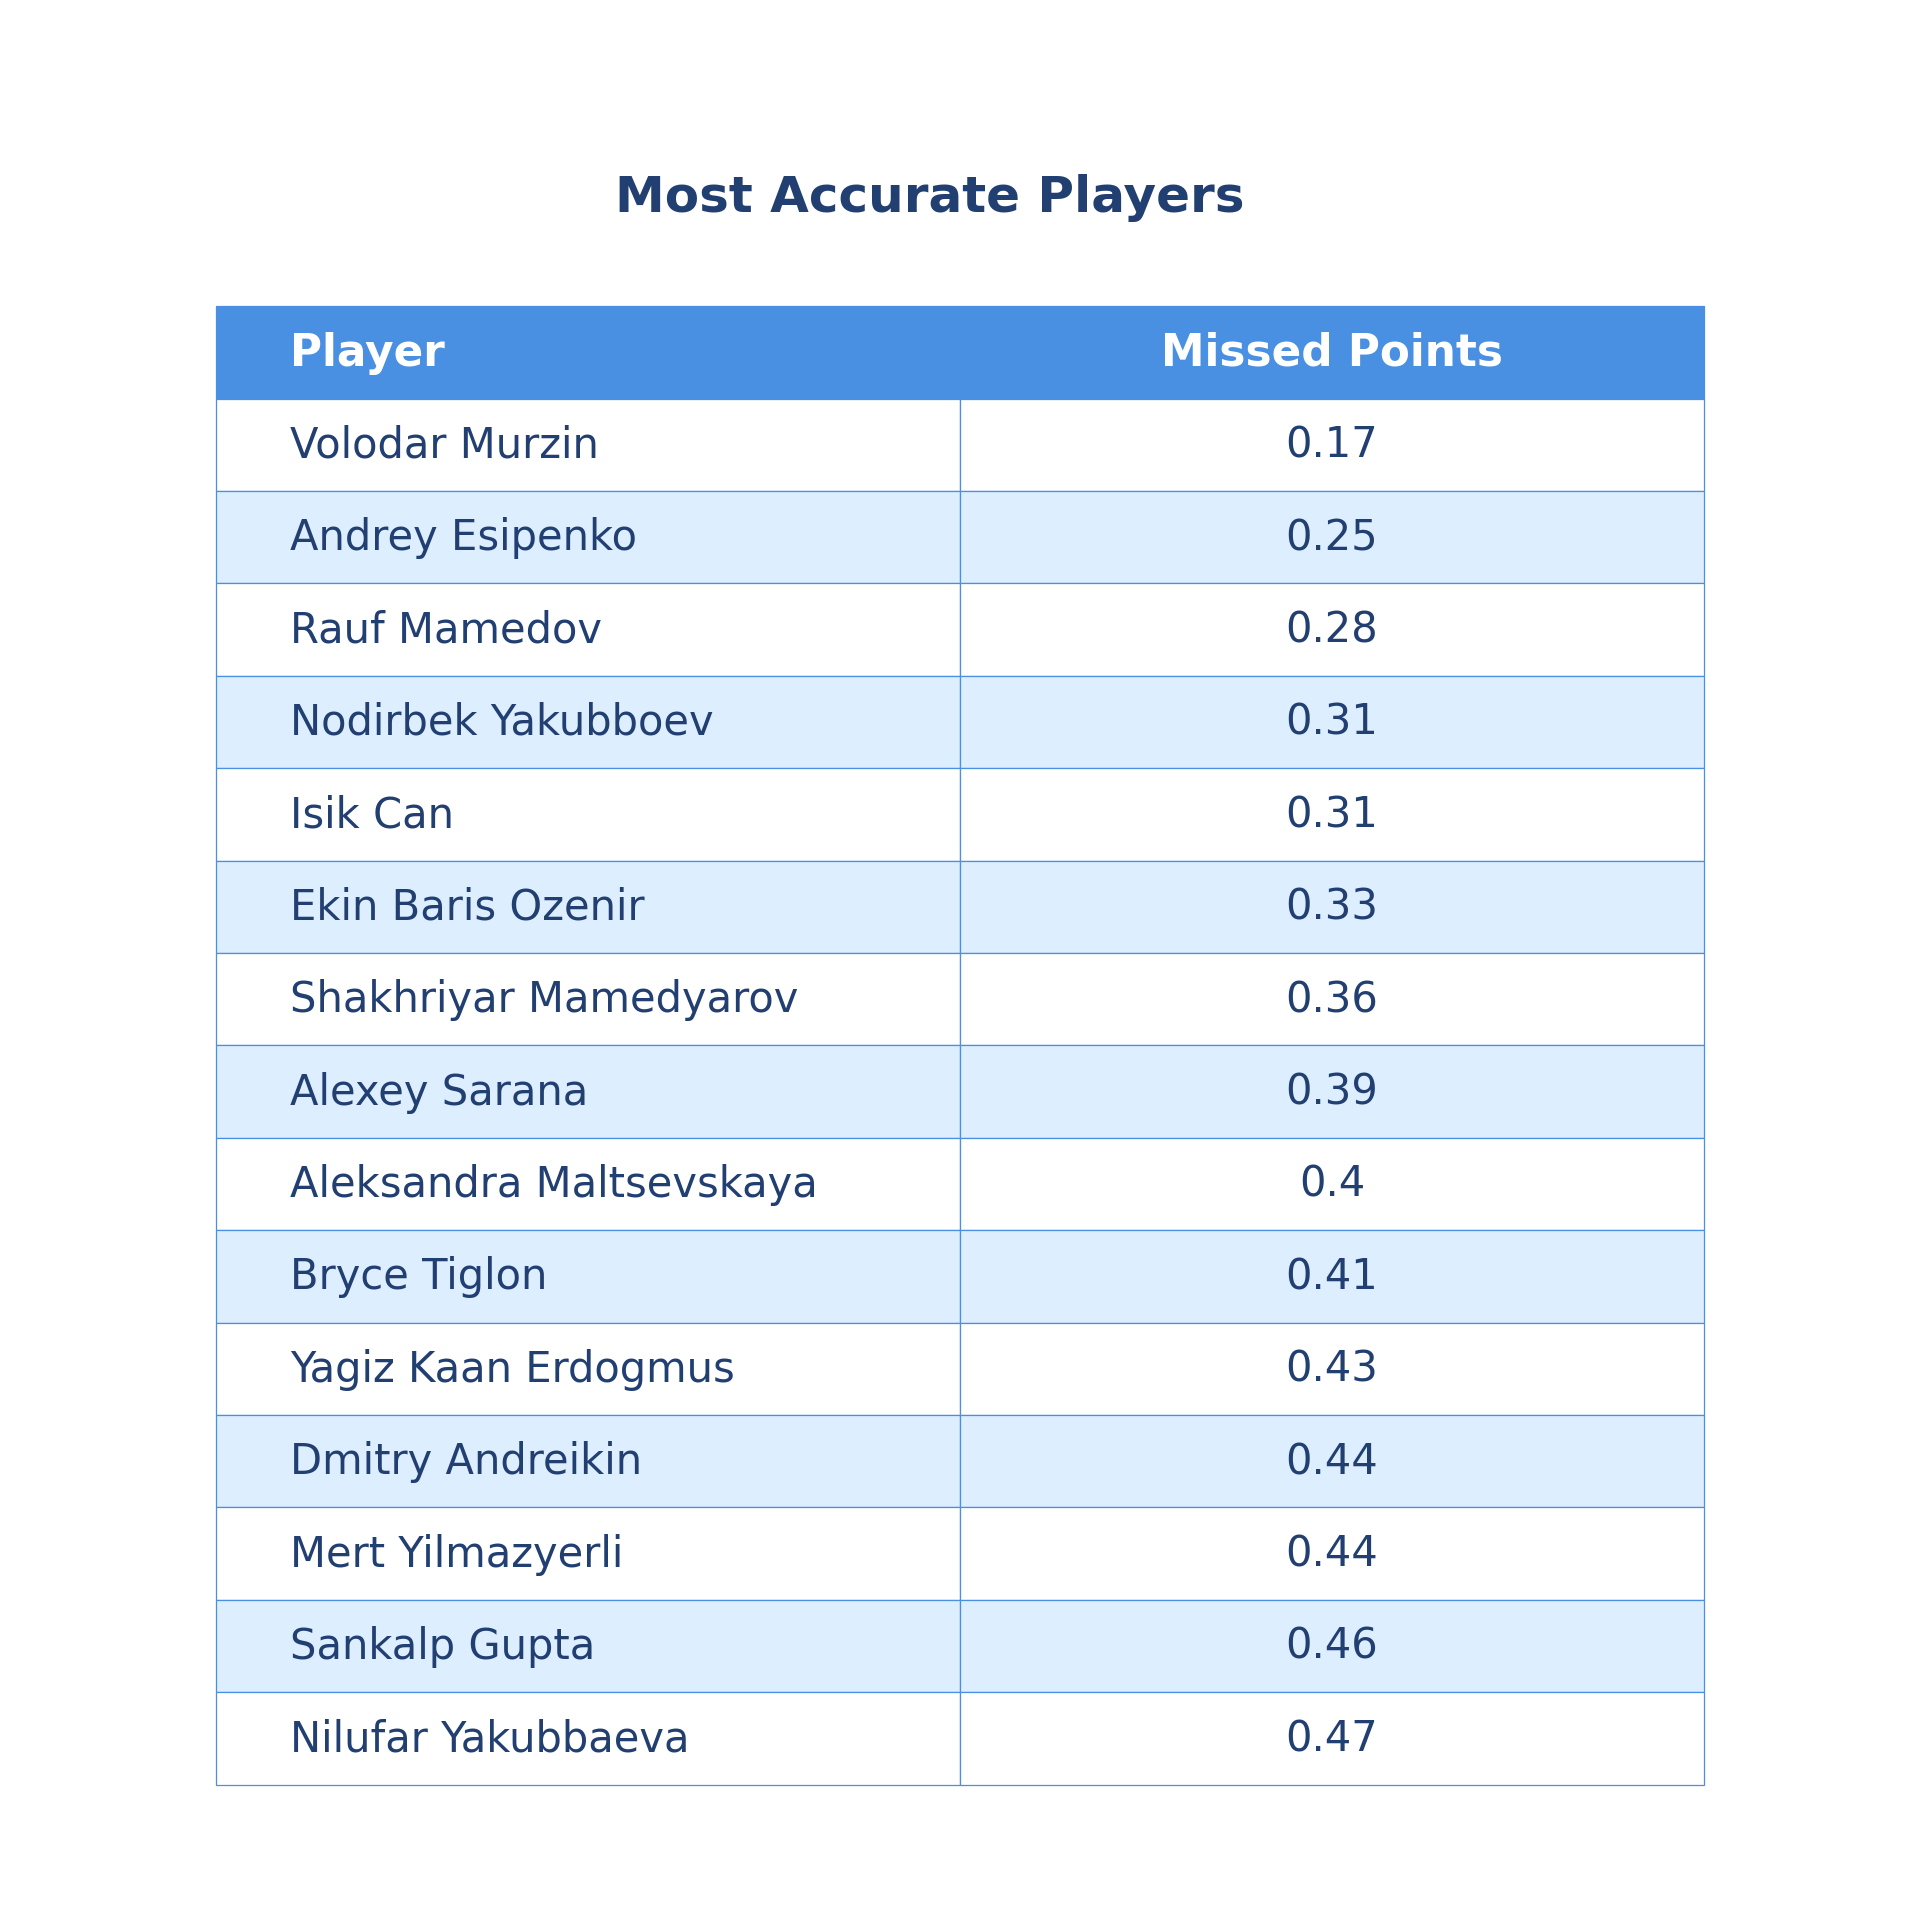 Most Accurate Players
Player Missed Points
Volodar Murzin 0.17
Andrey Esipenko 0.25
Rauf Mamedov 0.28
Nodirbek Yakubboev 0.31
Isik Can 0.31
Ekin Baris Ozenir 0.33
Shakhriyar Mamedyarov 0.36
Alexey Sarana 0.39
Aleksandra Maltsevskaya 0.4
Bryce Tiglon 0.41
Yagiz Kaan Erdogmus 0.43
Dmitry Andreikin 0.44
Mert Yilmazyerli 0.44
Sankalp Gupta 0.46
Nilufar Yakubbaeva 0.47